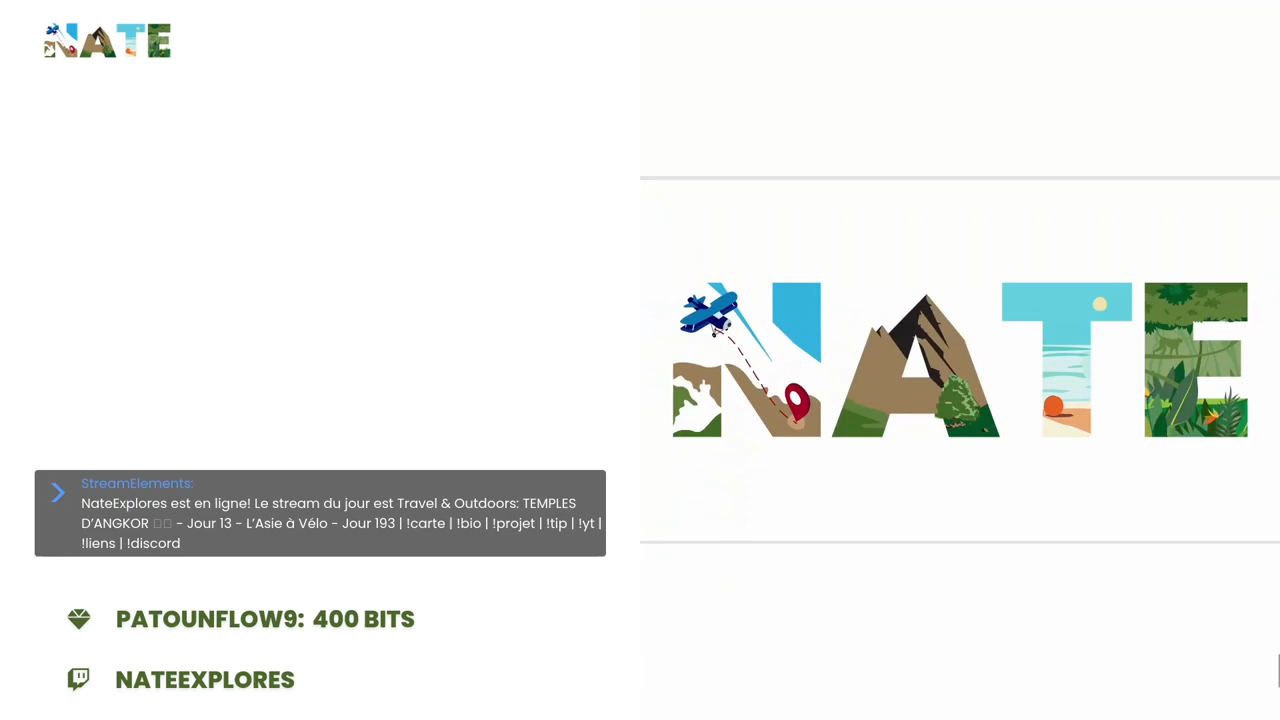 NATE
StreamElements:
NateExplores est en ligne! Le stream du jour est Travel & Outdoors: TEMPLES
D’ANGKOR - Jour 13 - L’Asie à Vélo - Jour 193 | !carte | !bio | !projet | !tip | !yt |
!liens | !discord
PATOUNFLOW9: 400 BITS
NATEEXPLORES
NATE